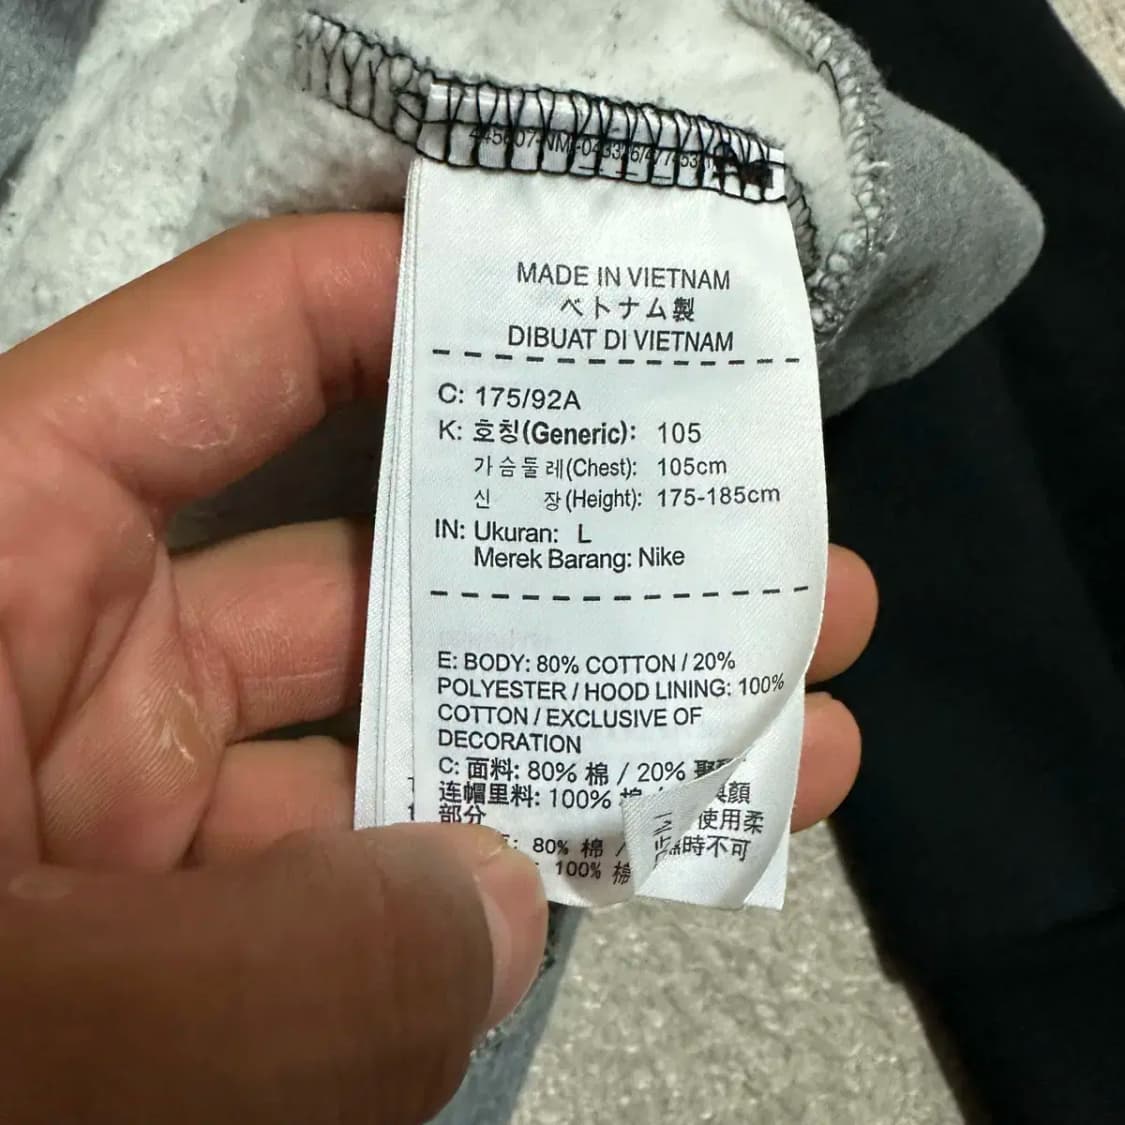 MADE IN VIETNAM
ベトナム製
DIBUAT DI VIETNAM
C: 175/92A
K: 호칭(Generic): 105
가슴둘레(Chest): 105cm
신 장(Height): 175-185cm
IN: Ukuran: L
Merek Barang: Nike
E: BODY: 80% COTTON / 20%
POLYESTER / HOOD LINING: 100%
COTTON / EXCLUSIVE OF
DECORATION
C: 面料: 80% 棉 / 20%
连帽里料: 100% 棉
部分
80% 棉 /
100% 棉
顏
使用柔
時不可